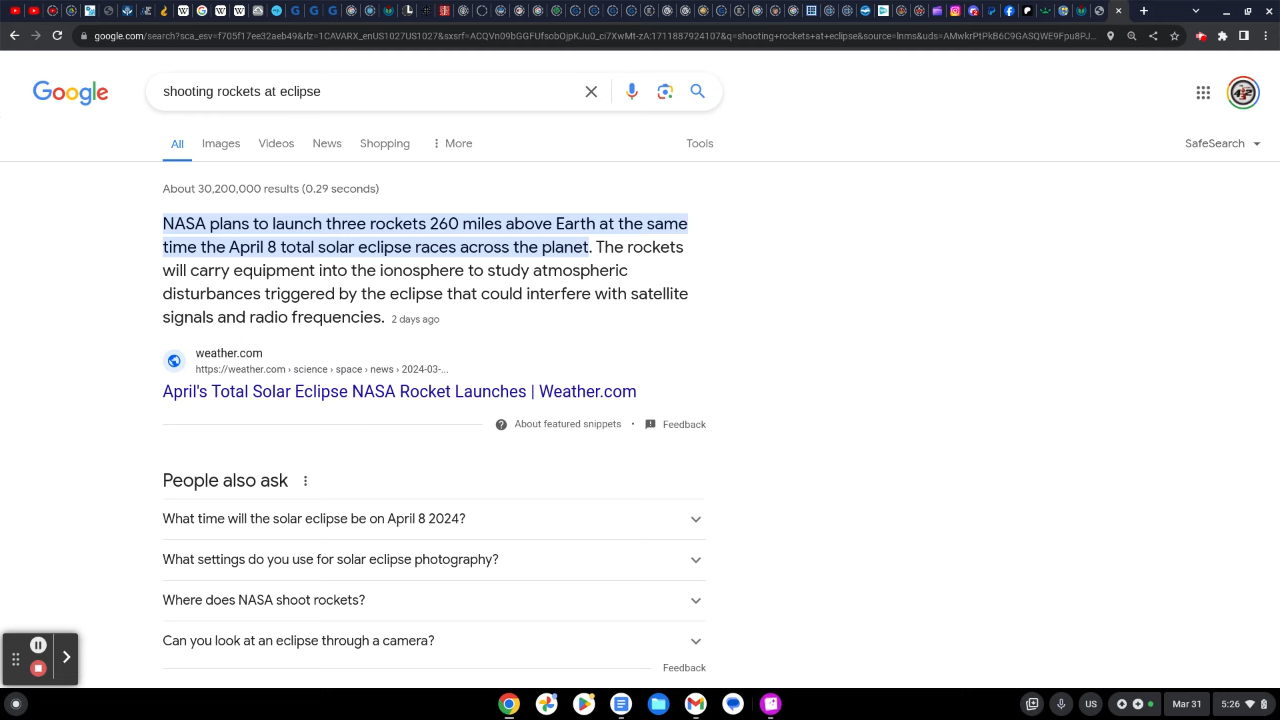 google.com/search?sca_esv=f705f17ee32aeb49&rlz=1CAVARX_enUS1027US1027&sxsrf=ACQVn09bGGFUfsobOjpKJu0_ci7XwMt-zA:1711887924107&q=shooting+rockets+at+eclipse&source=lnms&uds=AMwkrPtPkB6C9GASQWE9Fpu8PJ...
Google
shooting rockets at eclipse
All Images Videos News Shopping More Tools SafeSearch
About 30,200,000 results (0.29 seconds)
NASA plans to launch three rockets 260 miles above Earth at the same
time the April 8 total solar eclipse races across the planet. The rockets
will carry equipment into the ionosphere to study atmospheric
disturbances triggered by the eclipse that could interfere with satellite
signals and radio frequencies. 2 days ago
weather.com
https://weather.com › science › space › news › 2024-03-...
April's Total Solar Eclipse NASA Rocket Launches | Weather.com
About featured snippets • Feedback
People also ask
What time will the solar eclipse be on April 8 2024?
What settings do you use for solar eclipse photography?
Where does NASA shoot rockets?
Can you look at an eclipse through a camera?
Feedback
US Mar 31 5:26